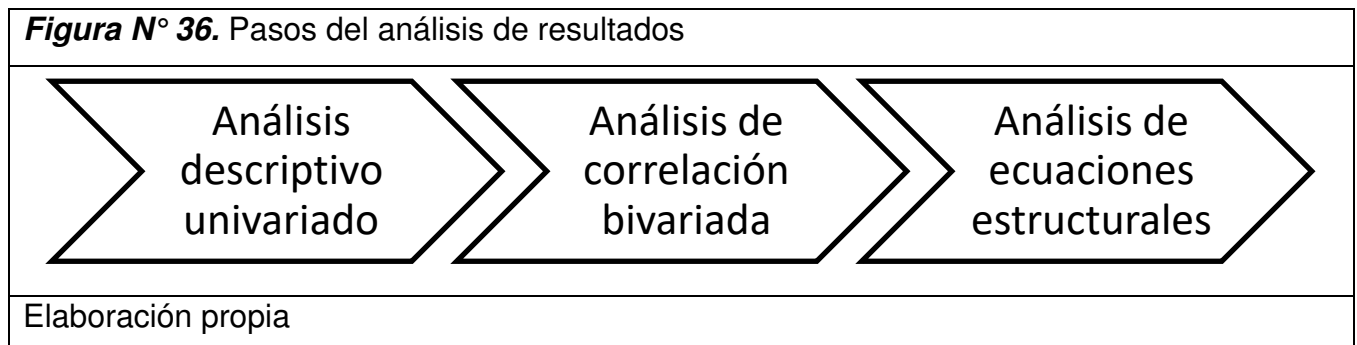 Figura N° 36. Pasos del análisis de resultados
Análisis
descriptivo
univariado
Análisis de
correlación
bivariada
Análisis de
ecuaciones
estructurales
Elaboración propia